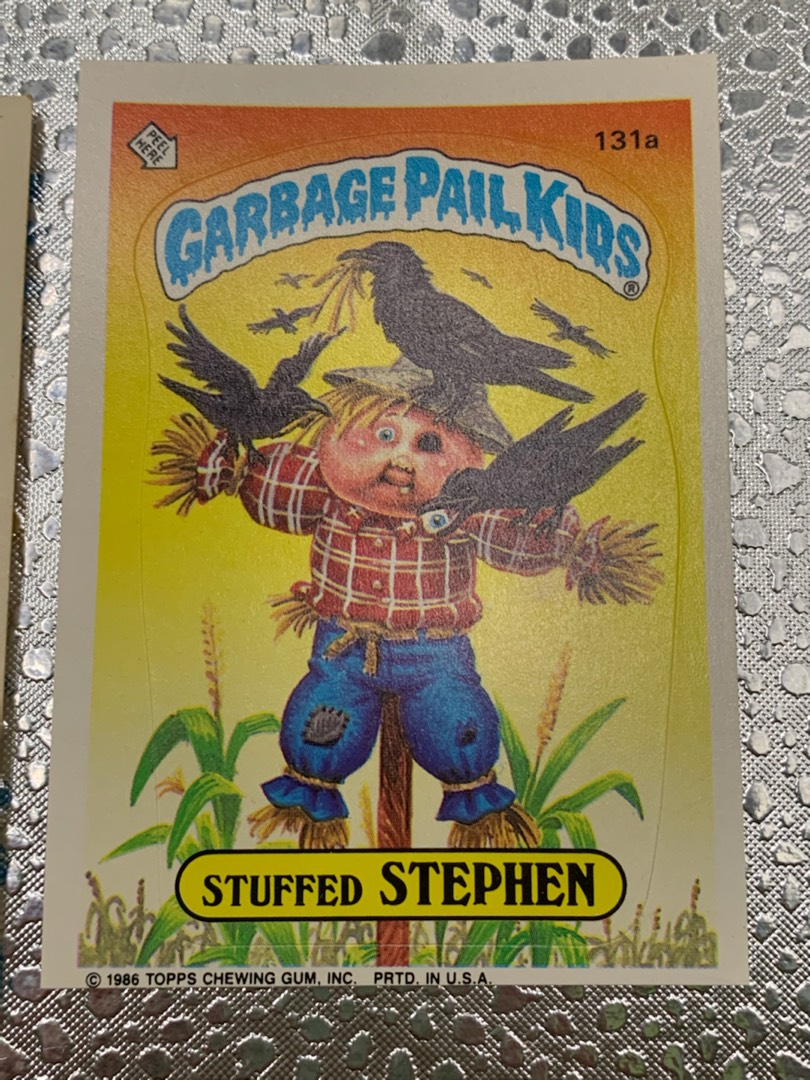 PEEL
HERE
131a
GARBAGE PAIL KIDS®
STUFFED STEPHEN
© 1986 TOPPS CHEWING GUM, INC. PRTD. IN U.S.A.